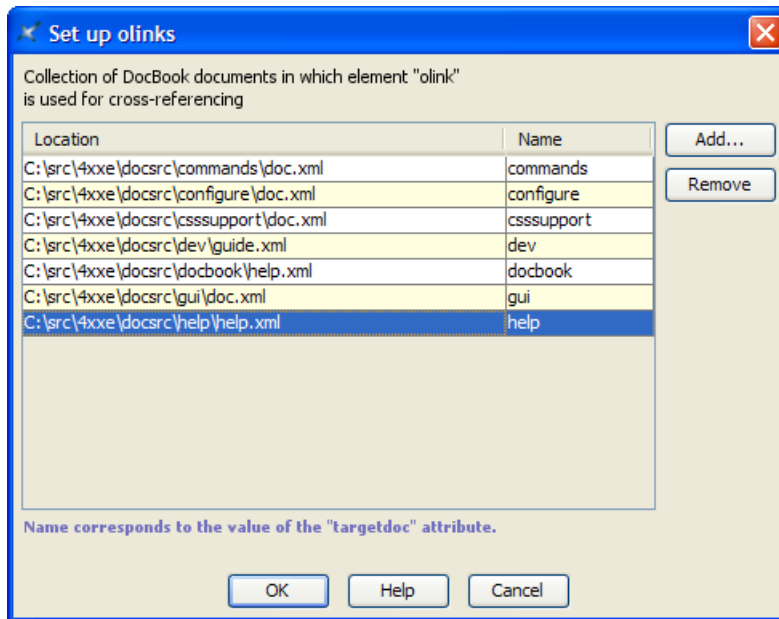 Set up olinks
Collection of DocBook documents in which element "olink"
is used for cross-referencing
Location Name Add...
C:\src\4xxe\docsrc\commands\doc.xml commands
C:\src\4xxe\docsrc\configure\doc.xml configure Remove
C:\src\4xxe\docsrc\csssupport\doc.xml csssupport
C:\src\4xxe\docsrc\dev\guide.xml dev
C:\src\4xxe\docsrc\docbook\help.xml docbook
C:\src\4xxe\docsrc\gui\doc.xml gui
C:\src\4xxe\docsrc\help\help.xml help
Name corresponds to the value of the "targetdoc" attribute.
OK Help Cancel